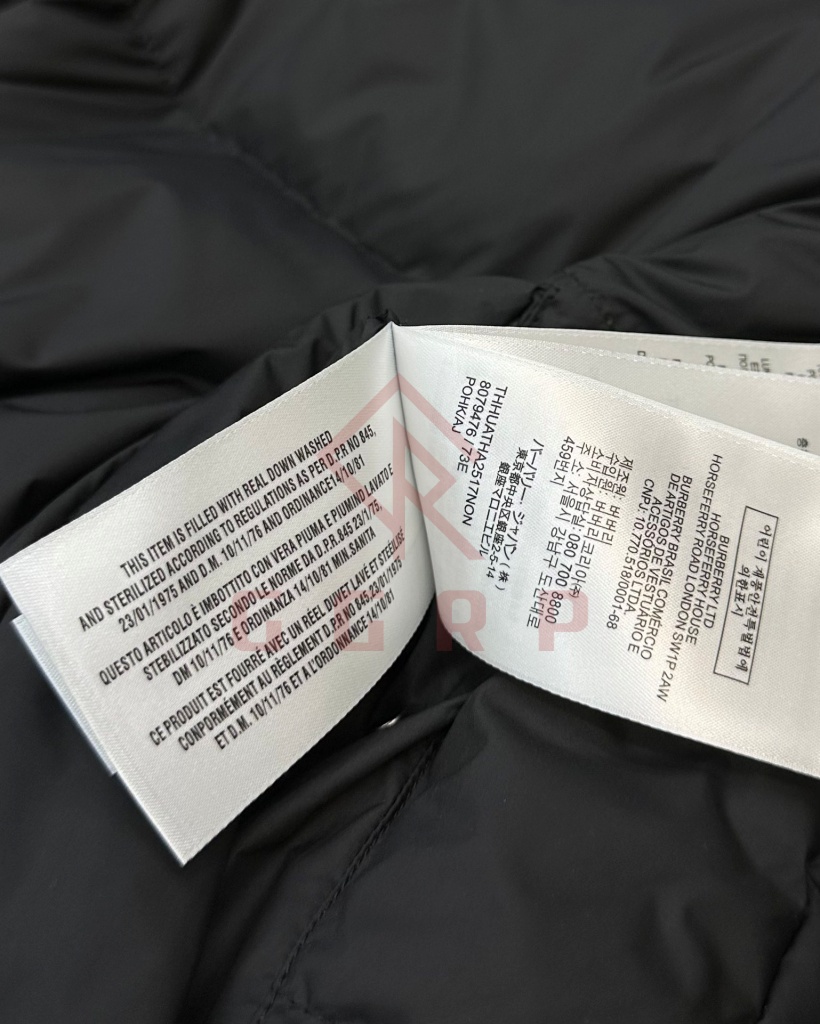 THIS ITEM IS FILLED WITH REAL DOWN WASHED
AND STERILIZED ACCORDING TO REGULATIONS AS PER D.P.R NO 845,
23/01/1975 AND D.M. 10/11/76 AND ORDINANCE14/10/81
QUESTO ARTICOLO È IMBOTTITO CON VERA PIUMA E PIUMINO LAVATO E
STEBILIZZATO SECONDO LE NORME DA D.P.R.845 23/1/75
DM 10/11/76 E ORDINANZA 14/10/81 MIN.SANITA
CE PRODUIT EST FOURRE AVEC UN RÉEL DUVET LAVÉ ET STÉRILISÉ
CONPORMÉMENT AU RÈGLEMENT D.P.R NO 845,23/01/1975
ET D.M. 10/11/76 ET A L'ORDONNANCE 14/10/81
어린이제품안전특별법에
의한표시
BURBERRY LTD
HORSEFERRY HOUSE
HORSEFERRY ROAD LONDON SW1P 2AW
BURBERRY BRASIL COMERCIO
DEARTIGOS DE VESTUARIO E
ACESSORIOS LTDA
CNPJ- 10.770.518/0001-68
제조원: 버버리
수입원: 버버리 코리아㈜
소비자상담실: 080 700 8800
주 소: 서울시 강남구 도산대로
459번지
バーバリー・ジャパン(株)
東京都中央区銀座2-5-14
銀座マロニエビル
THHUATHA2517NON
8079476 /73E
POHKAJ
GGRP